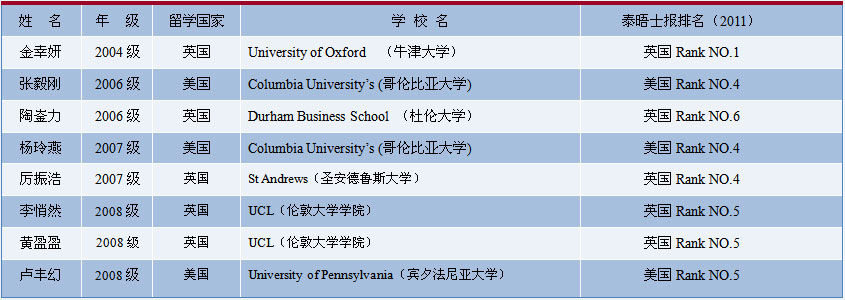 姓 名 年 级 留学国家 学 校 名 泰晤士报排名（2011）
金幸妍 2004 级 英国 University of Oxford （牛津大学） 英国 Rank NO.1
张毅刚 2006 级 美国 Columbia University’s (哥伦比亚大学) 美国 Rank NO.4
陶崟力 2006 级 英国 Durham Business School （杜伦大学） 英国 Rank NO.6
杨玲燕 2007 级 美国 Columbia University’s (哥伦比亚大学) 美国 Rank NO.4
厉振浩 2007 级 英国 St Andrews（圣安德鲁斯大学） 英国 Rank NO.4
李悄然 2008 级 英国 UCL（伦敦大学学院） 英国 Rank NO.5
黄盈盈 2008 级 英国 UCL（伦敦大学学院） 英国 Rank NO.5
卢丰幻 2008 级 美国 University of Pennsylvania（宾夕法尼亚大学） 美国 Rank NO.5